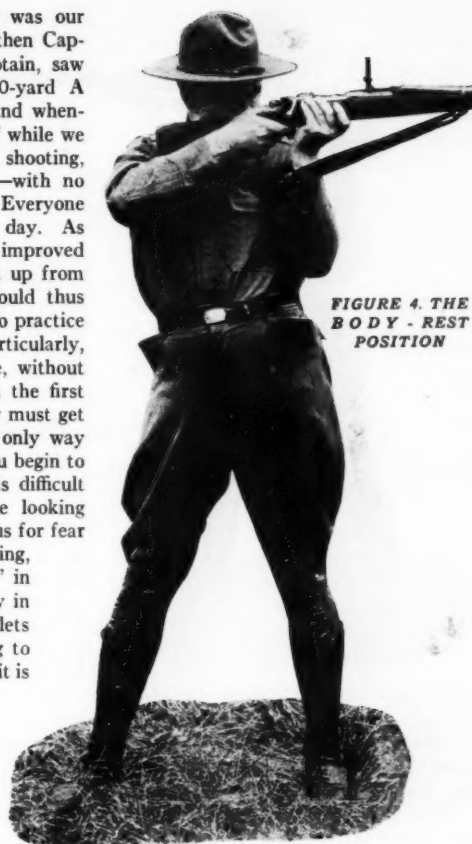 was our
then Cap-
tain, saw
0-yard A
nd when-
while we
shooting,
—with no
Everyone
day. As
improved
up from
ould thus
o practice
rticularly,
e, without
the first
must get
only way
u begin to
s difficult
e looking
us for fear
ing,
" in
y in
lets
g to
it is
FIGURE 4. THE
BODY - REST
POSITION